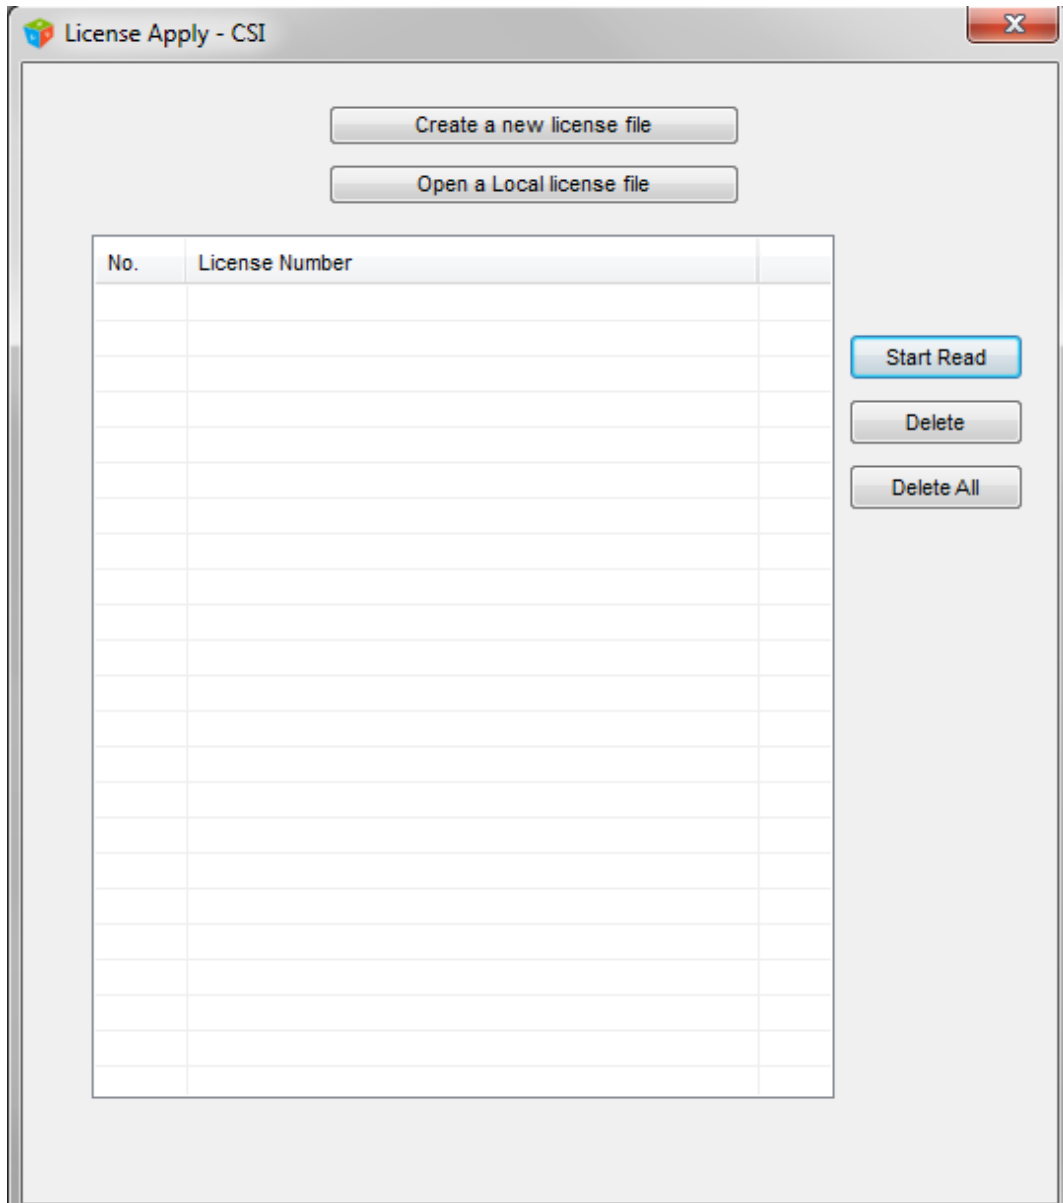 License Apply - CSI
Create a new license file
Open a Local license file
No. License Number
Start Read
Delete
Delete All